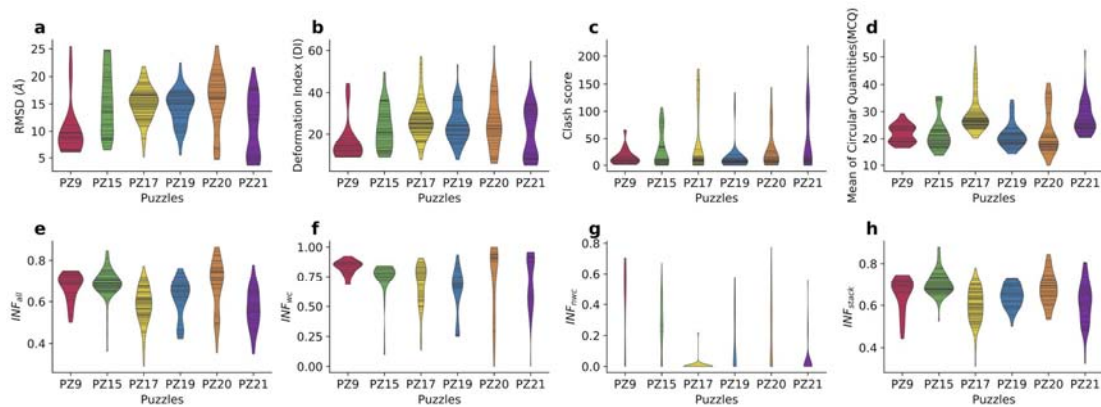 a
RMSD (Å)
25
20
15
10
5
PZ9 PZ15 PZ17 PZ19 PZ20 PZ21
Puzzles
b
Deformation Index (DI)
60
40
20
PZ9 PZ15 PZ17 PZ19 PZ20 PZ21
Puzzles
c
Clash score
200
150
100
50
0
PZ9 PZ15 PZ17 PZ19 PZ20 PZ21
Puzzles
d
Mean of Circular Quantities(MCQ)
50
40
30
20
10
PZ9 PZ15 PZ17 PZ19 PZ20 PZ21
Puzzles
e
INF_all
0.8
0.6
0.4
PZ9 PZ15 PZ17 PZ19 PZ20 PZ21
Puzzles
f
INF_wc
1.00
0.75
0.50
0.25
0.00
PZ9 PZ15 PZ17 PZ19 PZ20 PZ21
Puzzles
g
INF_nwc
0.8
0.6
0.4
0.2
0.0
PZ9 PZ15 PZ17 PZ19 PZ20 PZ21
Puzzles
h
INF_stack
0.8
0.6
0.4
PZ9 PZ15 PZ17 PZ19 PZ20 PZ21
Puzzles